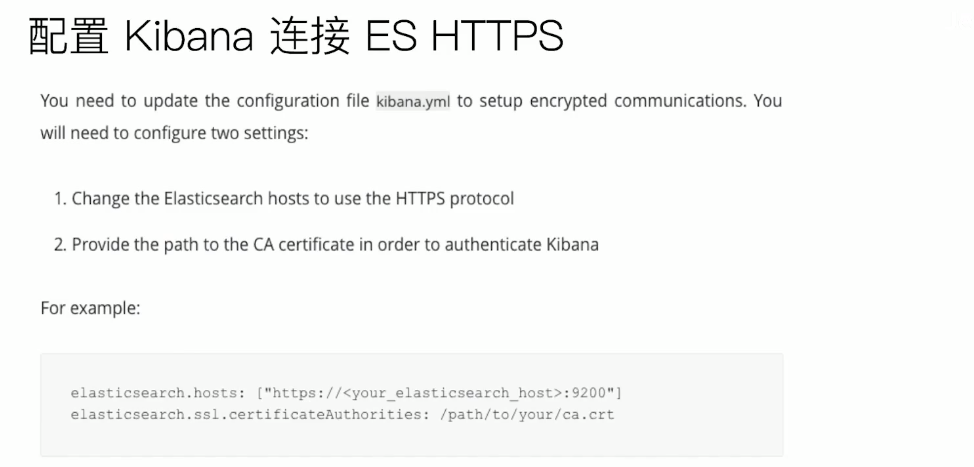 配置 Kibana 连接 ES HTTPS
You need to update the configuration file kibana.yml to setup encrypted communications. You
will need to configure two settings:
1. Change the Elasticsearch hosts to use the HTTPS protocol
2. Provide the path to the CA certificate in order to authenticate Kibana
For example:
elasticsearch.hosts: ["https://<your_elasticsearch_host>:9200"]
elasticsearch.ssl.certificateAuthorities: /path/to/your/ca.crt